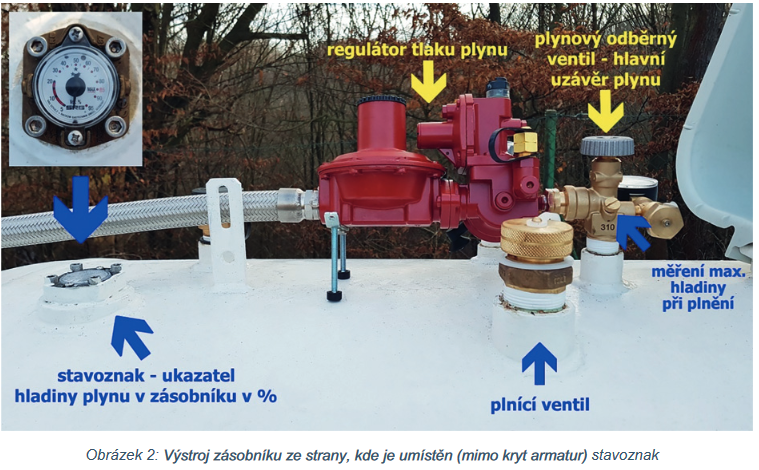 regulátor tlaku plynu
plynový odběrný
ventil - hlavní
uzávěr plynu
310
měření max.
hladiny
při plnění
stavoznak - ukazatel
hladiny plynu v zásobníku v %
plnící ventil
Obrázek 2: Výstroj zásobníku ze strany, kde je umístěn (mimo kryt armatur) stavoznak